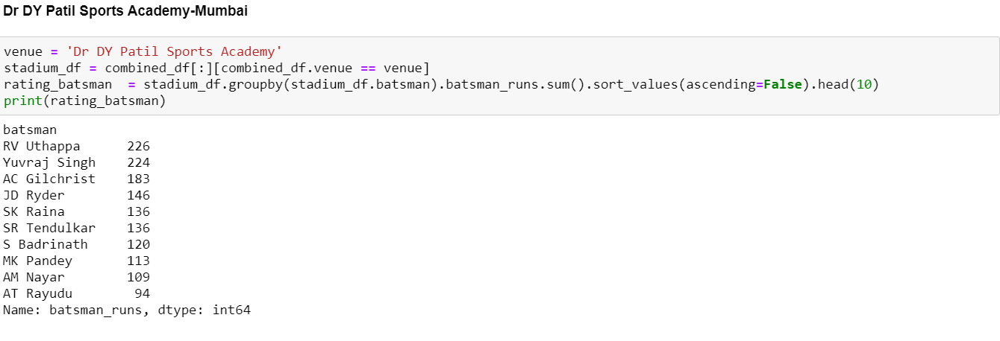 Dr DY Patil Sports Academy-Mumbai
venue = 'Dr DY Patil Sports Academy'
stadium_df = combined_df[:][combined_df.venue == venue]
rating_batsman  = stadium_df.groupby(stadium_df.batsman).batsman_runs.sum().sort_values(ascending=False).head(10)
print(rating_batsman)
batsman
RV Uthappa      226
Yuvraj Singh    224
AC Gilchrist    183
JD Ryder        146
SK Raina        136
SR Tendulkar    136
S Badrinath     120
MK Pandey       113
AM Nayar        109
AT Rayudu        94
Name: batsman_runs, dtype: int64